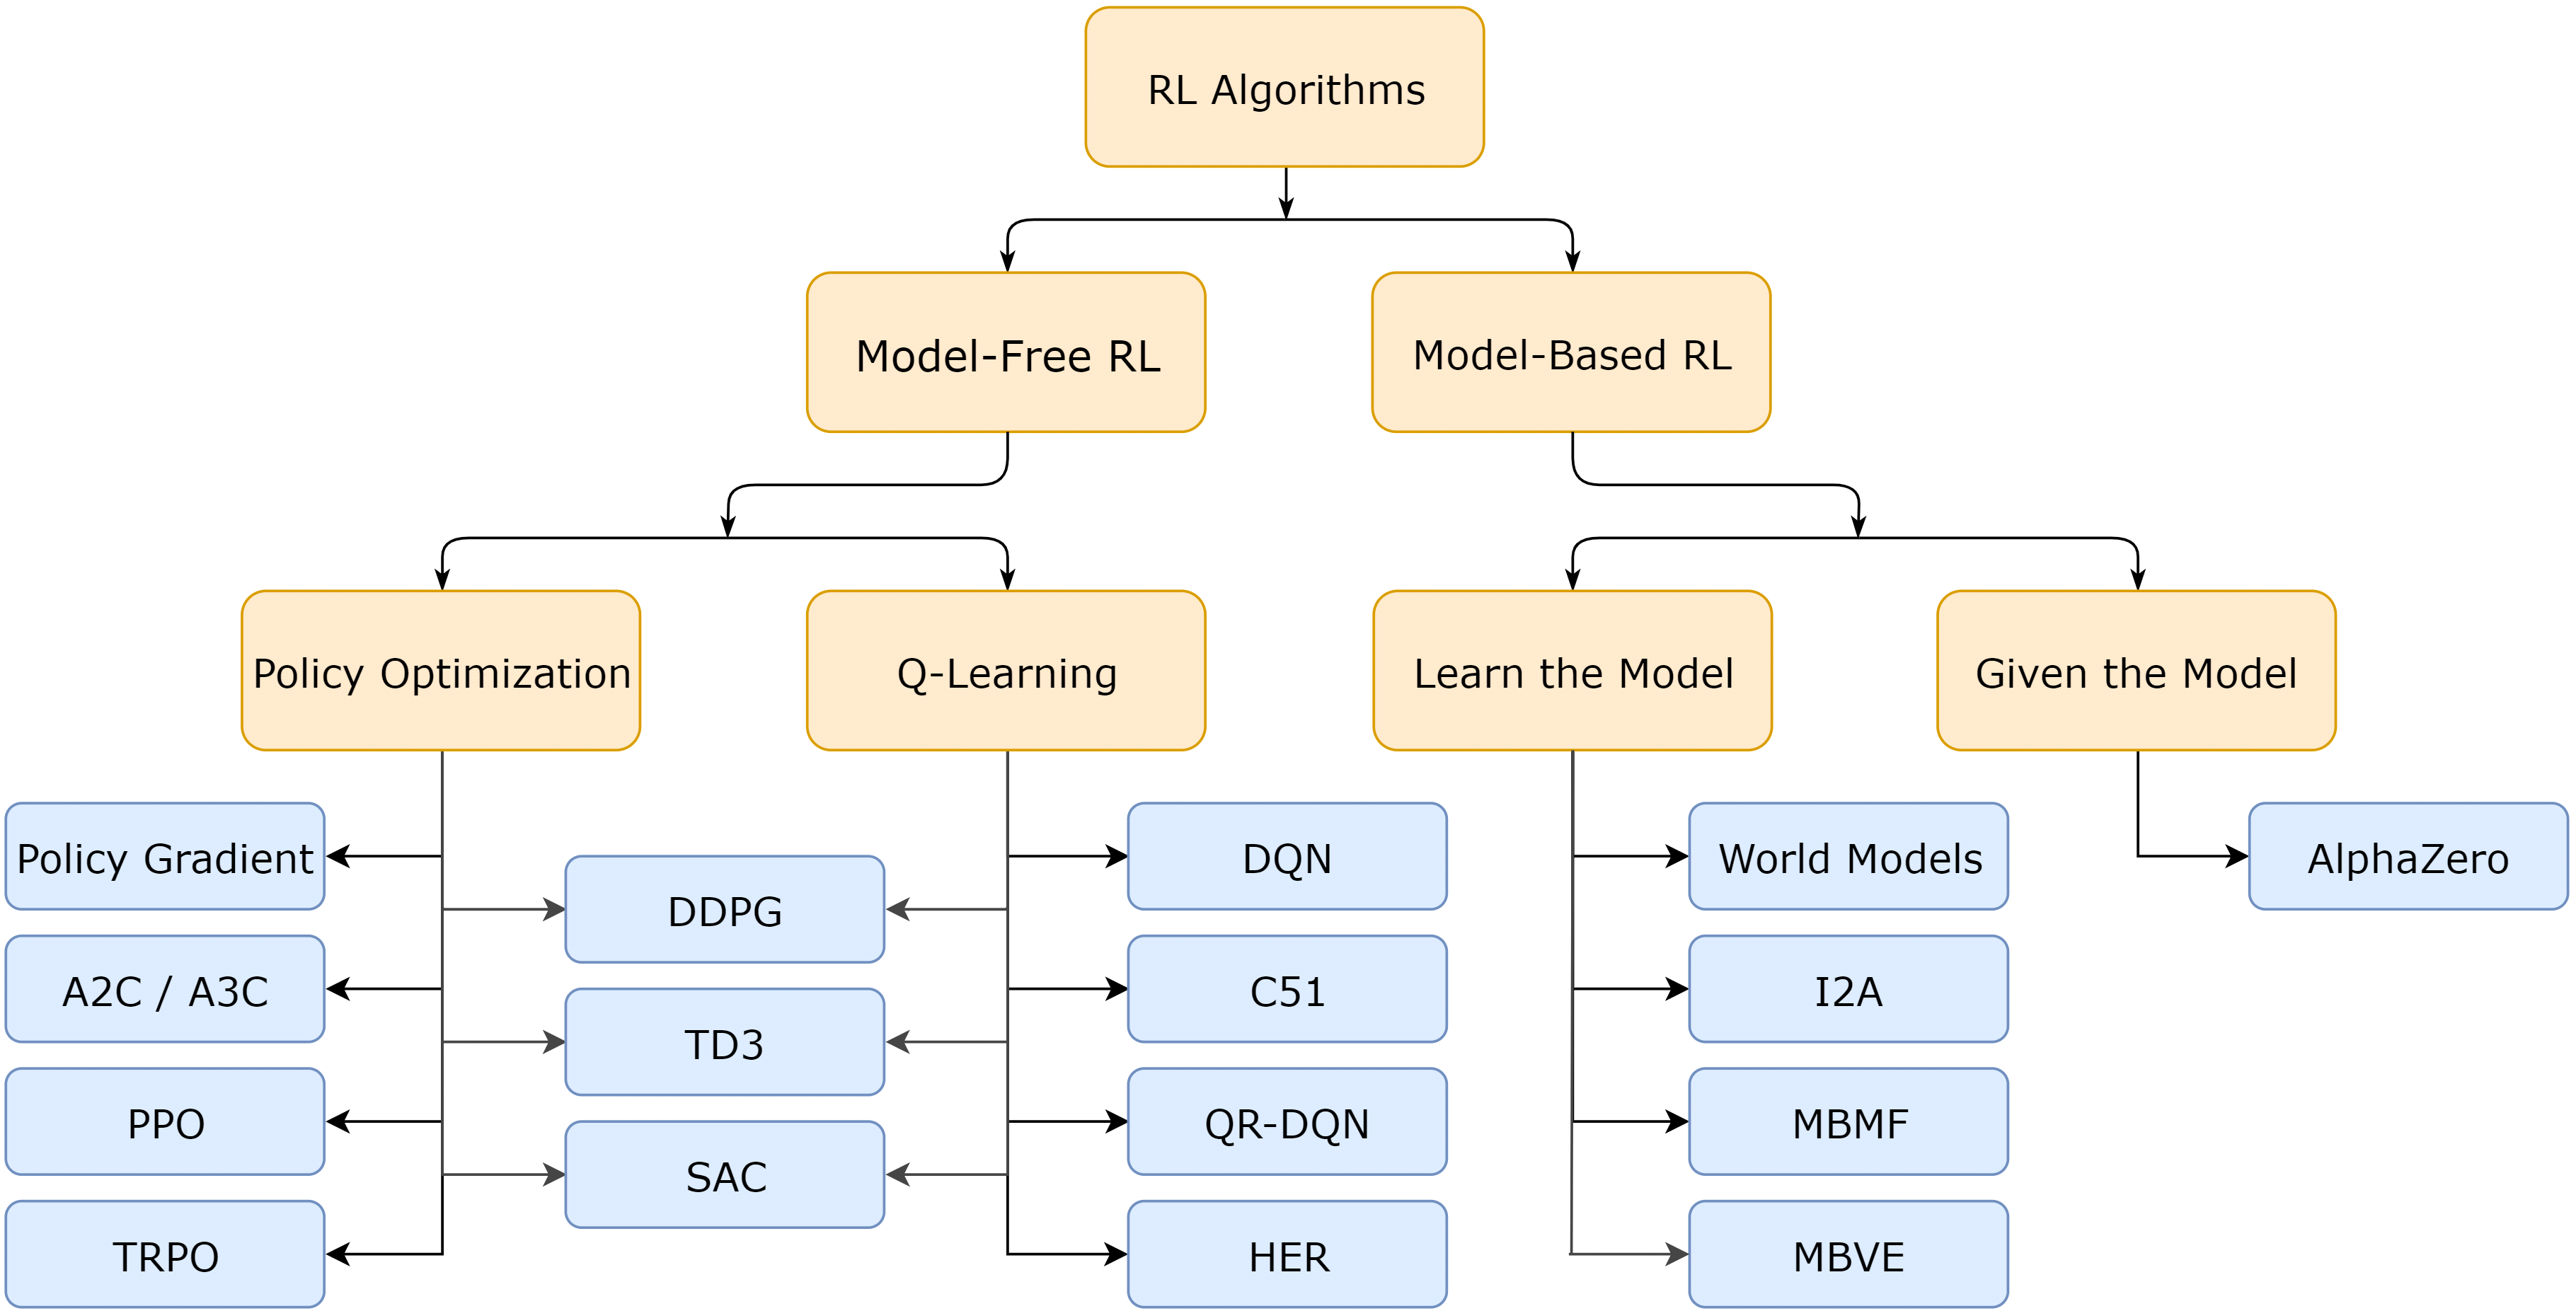 RL Algorithms
Model-Free RL
Model-Based RL
Policy Optimization
Q-Learning
Learn the Model
Given the Model
Policy Gradient
A2C / A3C
PPO
TRPO
DDPG
TD3
SAC
DQN
C51
QR-DQN
HER
World Models
I2A
MBMF
MBVE
AlphaZero